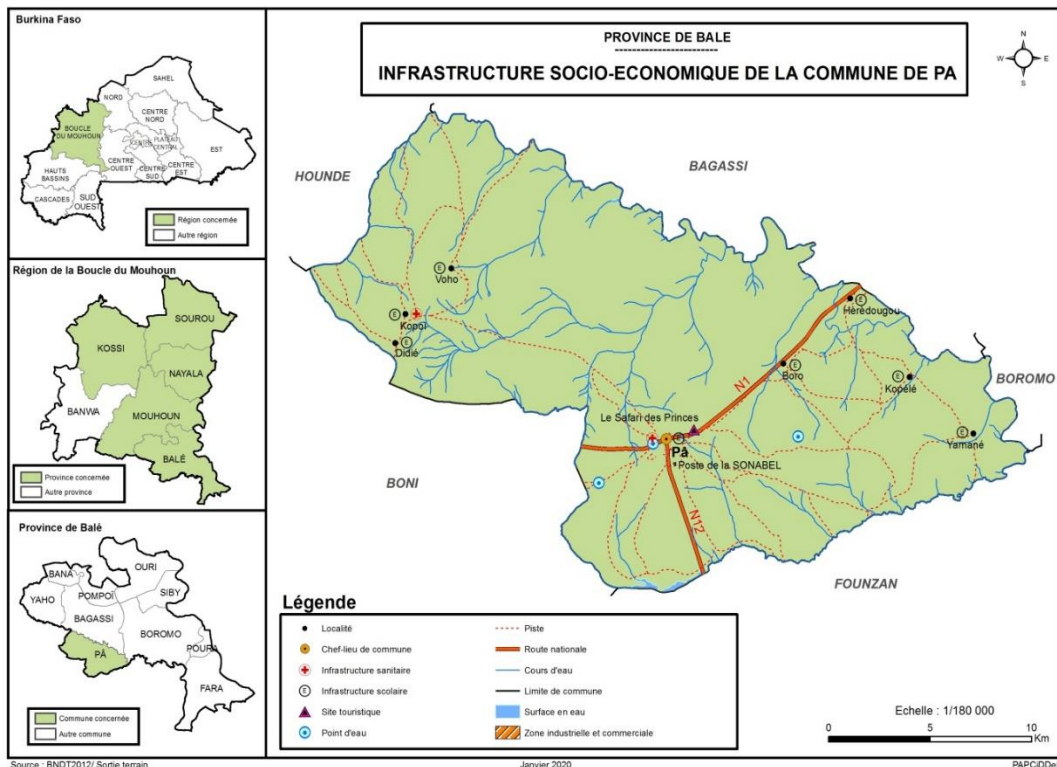 Burkina Faso
SAHEL
NORD
CENTRE
NORD
BOUCLE
DU MOUHOUN
CENTRE
PLATEAU
CENTRAL
EST
CENTRE
OUEST
CENTRE
SUD
CENTRE
EST
HAUTS
BASSINS
CASCADES
SUD
OUEST
Région concernée
Autre région
Région de la Boucle du Mouhoun
SOUROU
KOSSI
NAYALA
BANWA
MOUHOUN
BALÉ
Province concernée
Autre province
Province de Balé
OURI
BANA
POMPOÏ
SIBY
YAHO
BAGASSI
BOROMO
POURA
PÂ
FARA
Commune concernée
Autre commune
PROVINCE DE BALE
------------------------
INFRASTRUCTURE SOCIO-ECONOMIQUE DE LA COMMUNE DE PA
N
W E
S
HOUNDE
BAGASSI
Voho
Kopoï
Didié
Hérédougou
Boro
Kopélé
BOROMO
N1
Le Safari des Princes
Yamané
Pâ
Poste de la SONABEL
BONI
N12
FOUNZAN
Légende
Localité
Chef-lieu de commune
Infrastructure sanitaire
E Infrastructure scolaire
Site touristique
Point d'eau
Piste
Route nationale
Cours d'eau
Limite de commune
Surface en eau
Zone industrielle et commerciale
Echelle : 1/180 000
0 5 10
Km
Source : BNDT2012/ Sortie terrain
Janvier 2020